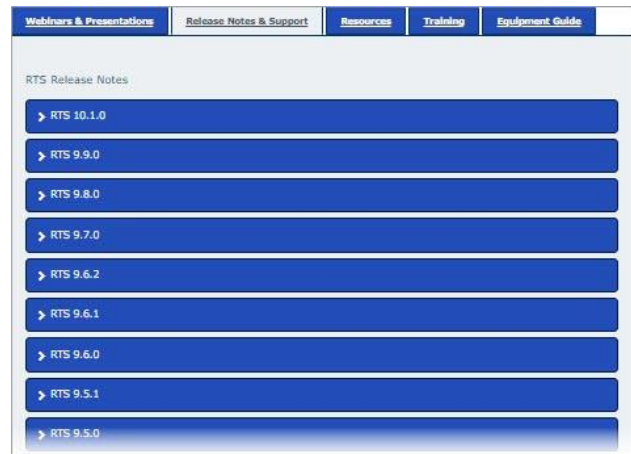 Webinars & Presentations Release Notes & Support Resources Training Equipment Guide
RTS Release Notes
RTS 10.1.0
RTS 9.9.0
RTS 9.8.0
RTS 9.7.0
RTS 9.6.2
RTS 9.6.1
RTS 9.6.0
RTS 9.5.1
RTS 9.5.0